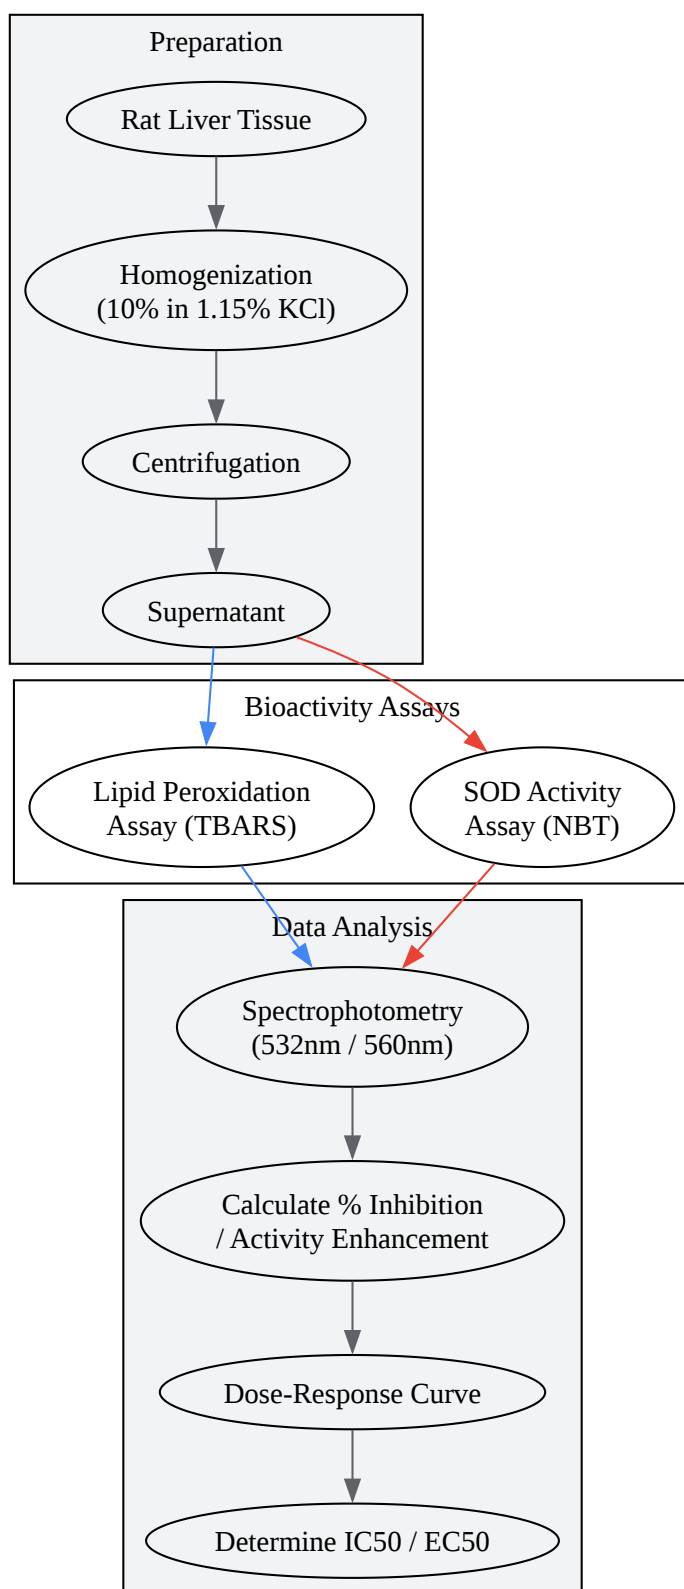 Preparation
Rat Liver Tissue
Homogenization
(10% in 1.15% KCl)
Centrifugation
Supernatant
Bioactivity Assays
Lipid Peroxidation
Assay (TBARS)
SOD Activity
Assay (NBT)
Data Analysis
Spectrophotometry
(532nm / 560nm)
Calculate % Inhibition
/ Activity Enhancement
Dose-Response Curve
Determine IC50 / EC50